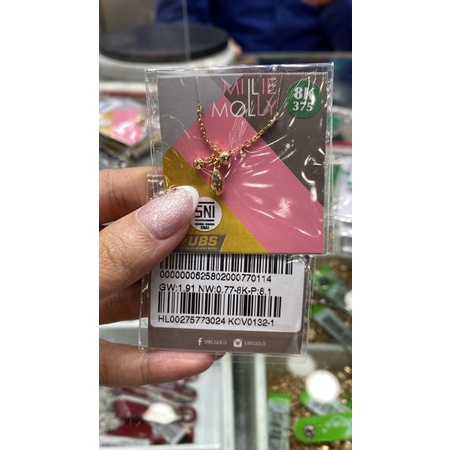 MILLIE
MOLLY
8K
375
SNI
UBS
0000000625802000770114
GW:1.91 NW:0.77-8K-P:8.1
HL00275773024 KCV0132-1
UBSGOLD UBSGOLD